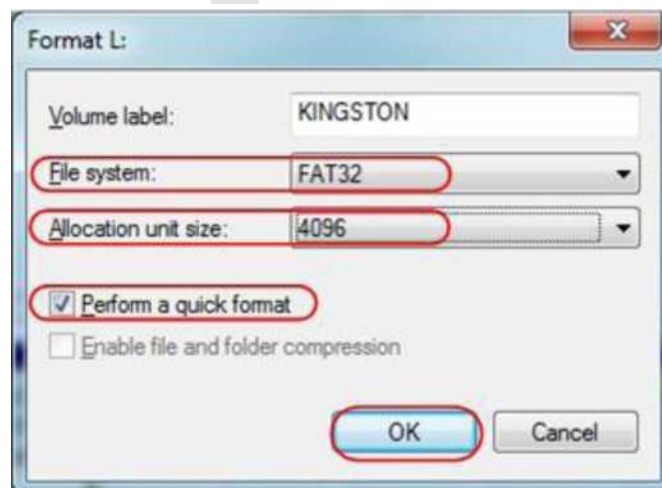 Format L:
Volume label: KINGSTON
File system: FAT32
Allocation unit size: 4096
Perform a quick format
Enable file and folder compression
OK Cancel